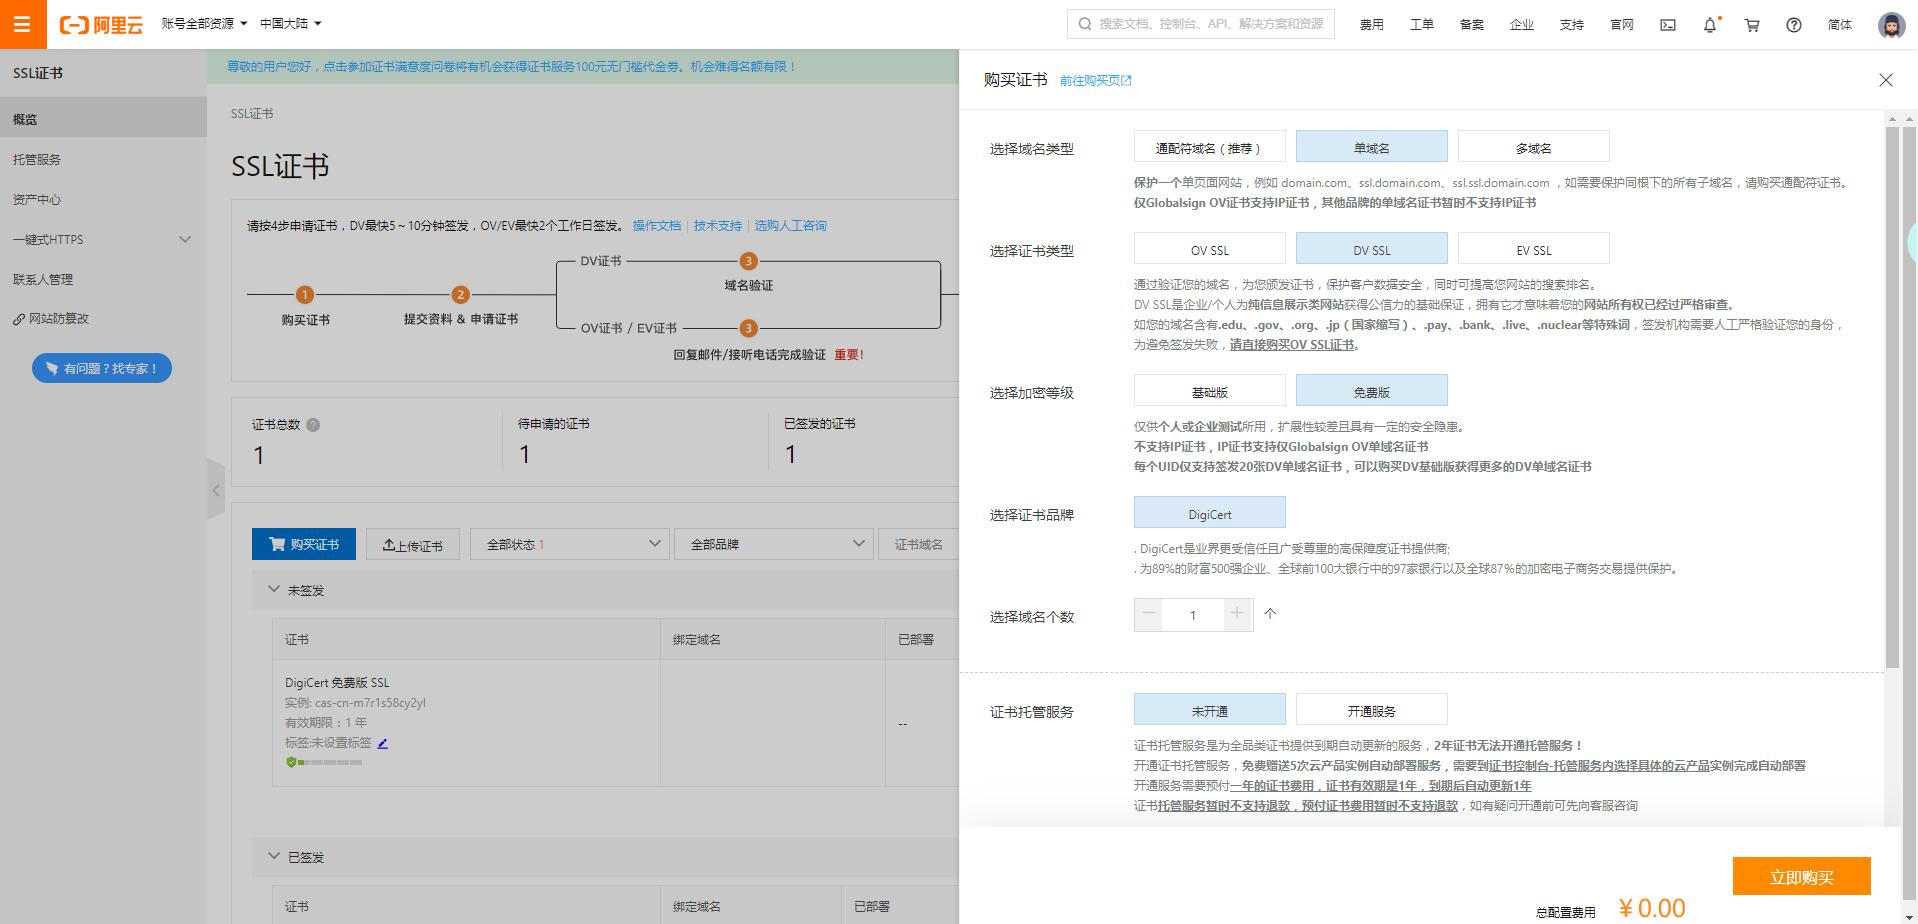 阿里云
账号全部资源
中国大陆
搜索文档、控制台、API、解决方案和资源
费用
工单
备案
企业
支持
官网
简体
SSL证书
概览
托管服务
资产中心
一键式HTTPS
联系人管理
网站防篡改
有问题？找专家！
尊敬的用户您好，点击参加证书满意度问卷将有机会获得证书服务100元无门槛代金券。机会难得名额有限！
SSL证书
SSL证书
请按4步申请证书，DV最快5～10分钟签发，OV/EV最快2个工作日签发。 操作文档 | 技术支持 | 选购人工咨询
DV证书
3
域名验证
1
购买证书
2
提交资料 & 申请证书
OV证书 / EV证书
3
回复邮件/接听电话完成验证 重要！
证书总数 ?
1
待申请的证书
1
已签发的证书
1
购买证书
上传证书
全部状态 1
全部品牌
证书域名
未签发
证书
绑定域名
已部署
DigiCert 免费版 SSL
实例: cas-cn-m7r1s58cy2yl
有效期限：1 年
标签:未设置标签
--
已签发
证书
绑定域名
已部署
购买证书 前往购买页
选择域名类型
通配符域名（推荐）
单域名
多域名
保护一个单页面网站，例如 domain.com、ssl.domain.com、ssl.ssl.domain.com ，如需要保护同根下的所有子域名，请购买通配符证书。
仅Globalsign OV证书支持IP证书，其他品牌的单域名证书暂时不支持IP证书
选择证书类型
OV SSL
DV SSL
EV SSL
通过验证您的域名，为您颁发证书，保护客户数据安全，同时可提高您网站的搜索排名。
DV SSL是企业/个人为纯信息展示类网站获得公信力的基础保证，拥有它才意味着您的网站所有权已经过严格审查。
如您的域名含有.edu、.gov、.org、.jp（国家缩写）、.pay、.bank、.live、.nuclear等特殊词，签发机构需要人工严格验证您的身份，
为避免签发失败，请直接购买OV SSL证书。
选择加密等级
基础版
免费版
仅供个人或企业测试所用，扩展性较差且具有一定的安全隐患。
不支持IP证书，IP证书支持仅Globalsign OV单域名证书
每个UID仅支持签发20张DV单域名证书，可以购买DV基础版获得更多的DV单域名证书
选择证书品牌
DigiCert
. DigiCert是业界更受信任且广受尊重的高保障度证书提供商;
. 为89%的财富500强企业、全球前100大银行中的97家银行以及全球87%的加密电子商务交易提供保护。
选择域名个数
1
个
证书托管服务
未开通
开通服务
证书托管服务是为全品类证书提供到期自动更新的服务，2年证书无法开通托管服务！
开通证书托管服务，免费赠送5次云产品实例自动部署服务，需要到证书控制台-托管服务内选择具体的云产品实例完成自动部署
开通服务需要预付一年的证书费用，证书有效期是1年，到期后自动更新1年
证书托管服务暂时不支持退款，预付证书费用暂时不支持退款，如有疑问开通前可先向客服咨询
立即购买
总配置费用 ¥ 0.00